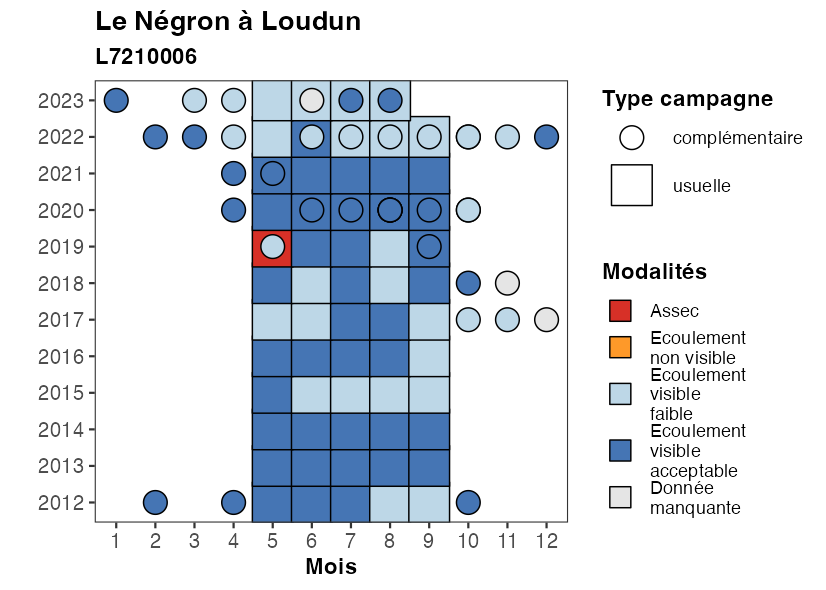 Le Négron à Loudun
L7210006
2023
2022
2021
2020
2019
2018
2017
2016
2015
2014
2013
2012
1 2 3 4 5 6 7 8 9 10 11 12
Mois
Type campagne
complémentaire
usuelle
Modalités
Assec
Ecoulement
non visible
Ecoulement
visible
faible
Ecoulement
visible
acceptable
Donnée
manquante